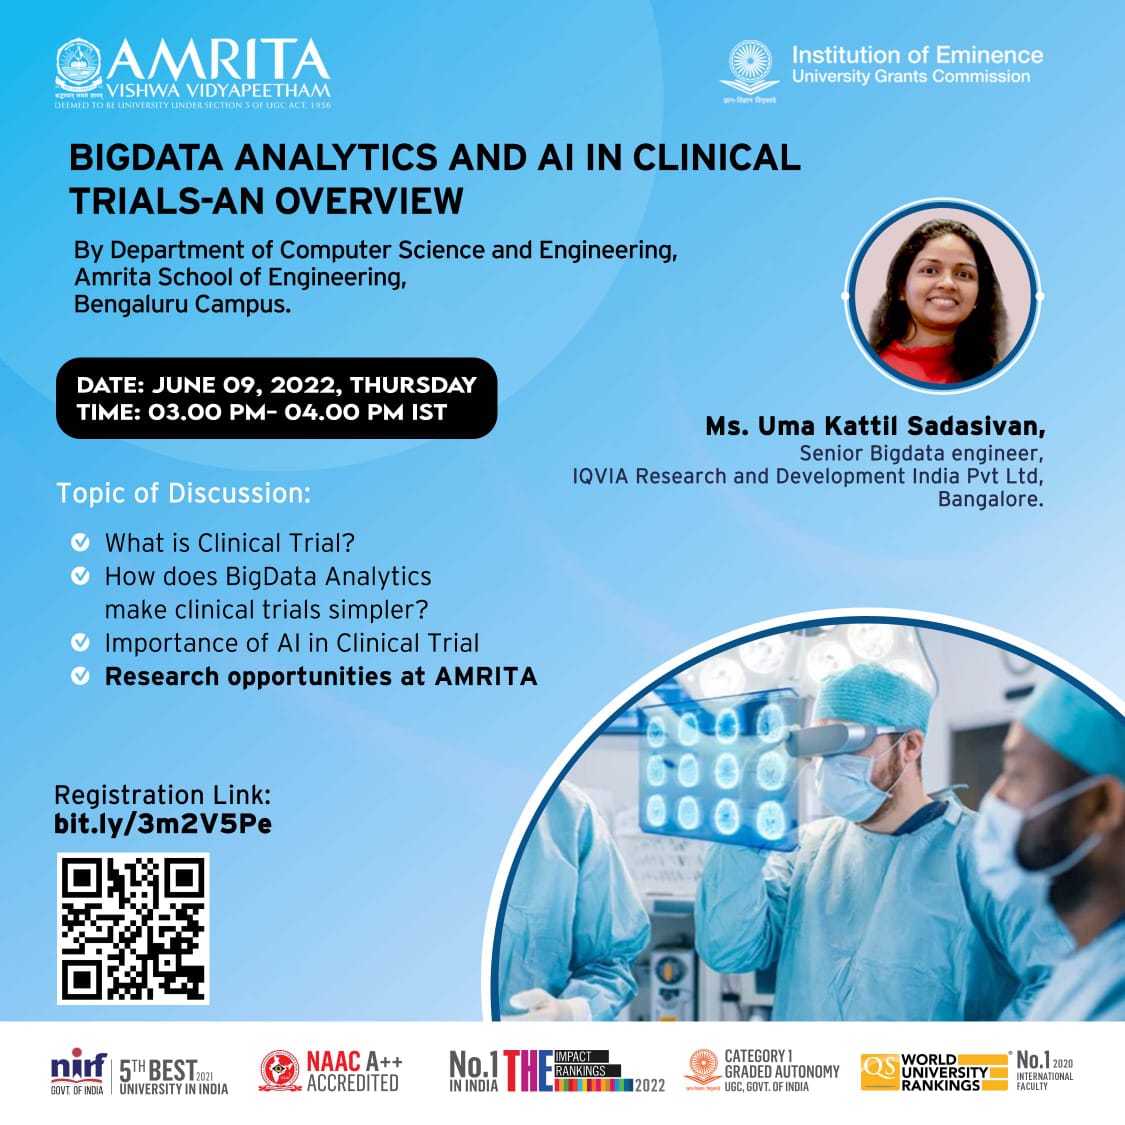 AMRITA
VISHWA VIDYAPEETHAM
DEEMED TO BE UNIVERSITY UNDER SECTION 3 OF UGC ACT. 1956
Institution of Eminence
University Grants Commission
ज्ञान-विज्ञान विमुक्तये
BIGDATA ANALYTICS AND AI IN CLINICAL
TRIALS-AN OVERVIEW
By Department of Computer Science and Engineering,
Amrita School of Engineering,
Bengaluru Campus.
DATE: JUNE 09, 2022, THURSDAY
TIME: 03.00 PM– 04.00 PM IST
Ms. Uma Kattil Sadasivan,
Senior Bigdata engineer,
IQVIA Research and Development India Pvt Ltd,
Bangalore.
Topic of Discussion:
What is Clinical Trial?
How does BigData Analytics
make clinical trials simpler?
Importance of AI in Clinical Trial
Research opportunities at AMRITA
Registration Link:
bit.ly/3m2V5Pe
nirf
GOVT. OF INDIA
5TH BEST 2021
UNIVERSITY IN INDIA
NAAC A++
ACCREDITED
No.1
IN INDIA
THE IMPACT
RANKINGS
2022
CATEGORY 1
GRADED AUTONOMY
UGC, GOVT. OF INDIA
QS WORLD
UNIVERSITY
RANKINGS
No.1 2020
INTERNATIONAL
FACULTY